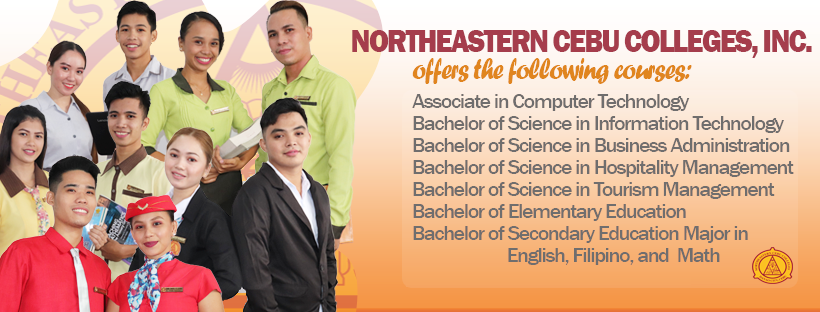 NORTHEASTERN CEBU COLLEGES, INC.
offers the following courses:
Associate in Computer Technology
Bachelor of Science in Information Technology
Bachelor of Science in Business Administration
Bachelor of Science in Hospitality Management
Bachelor of Science in Tourism Management
Bachelor of Elementary Education
Bachelor of Secondary Education Major in
English, Filipino, and Math